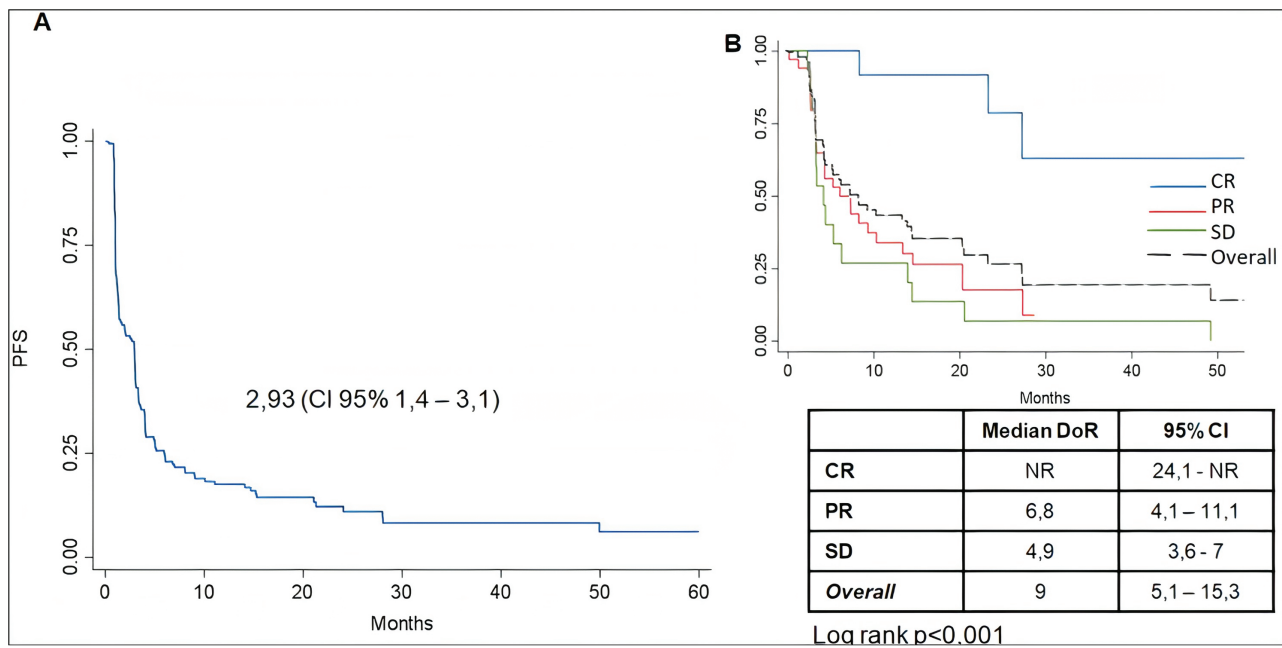 A
1.00
0.75
0.50
0.25
0.00
PFS
2,93 (CI 95% 1,4 – 3,1)
0 10 20 30 40 50 60
Months
B
1.00
0.75
0.50
0.25
0.00
CR
PR
SD
Overall
0 10 20 30 40 50
Months
Median DoR 95% CI
CR NR 24,1 - NR
PR 6,8 4,1 – 11,1
SD 4,9 3,6 - 7
Overall 9 5,1 – 15,3
Log rank p<0,001